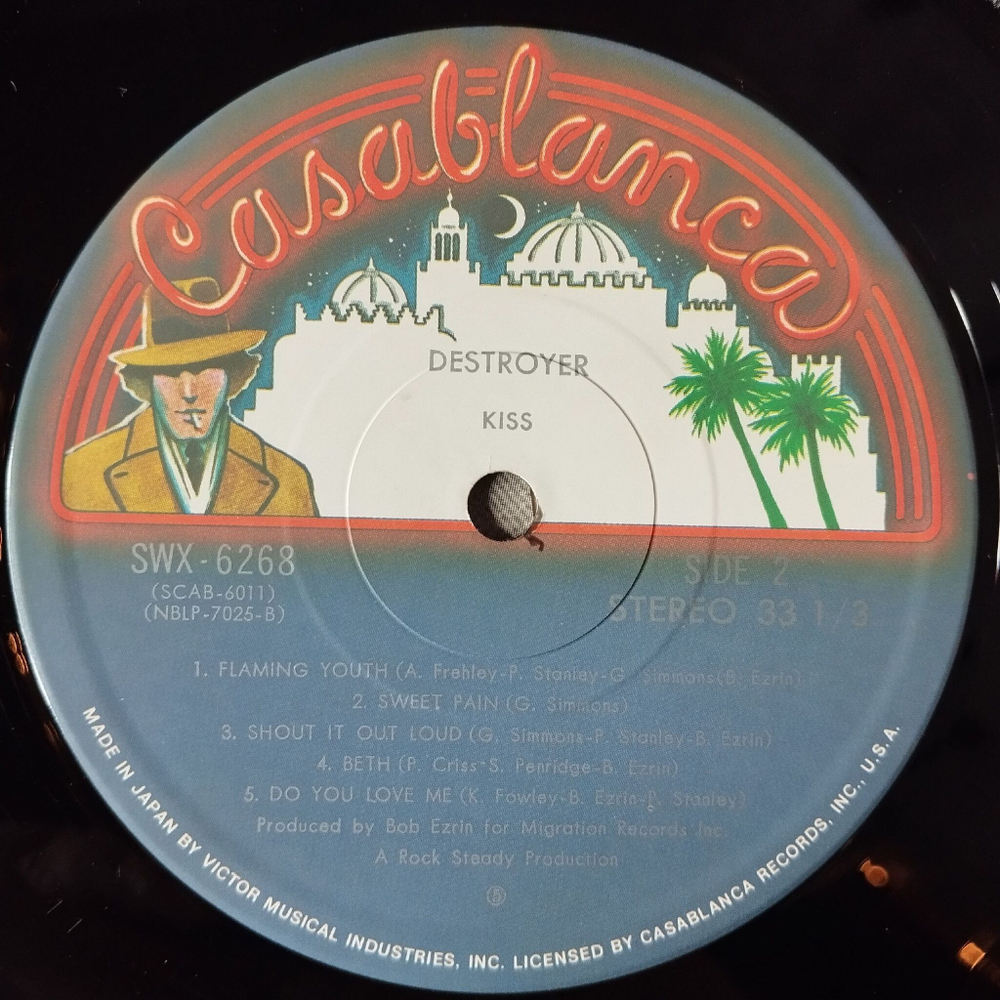 Casablanca
DESTROYER
KISS
SWX-6268
(SCAB-6011)
(NBLP-7025-B)
SIDE 2
STEREO 33 1/3
1. FLAMING YOUTH (A. Frehley-P. Stanley-G. Simmons(B. Ezrin)
2. SWEET PAIN (G. Simmons)
3. SHOUT IT OUT LOUD (G. Simmons-P. Stanley-B. Ezrin)
4. BETH (P. Criss-S. Penridge-B. Ezrin)
5. DO YOU LOVE ME (K. Fowley-B. Ezrin-P. Stanley)
Produced by Bob Ezrin for Migration Records Inc.
A Rock Steady Production
Ⓢ
MADE IN JAPAN BY VICTOR MUSICAL INDUSTRIES, INC. LICENSED BY CASABLANCA RECORDS, INC., U.S.A.